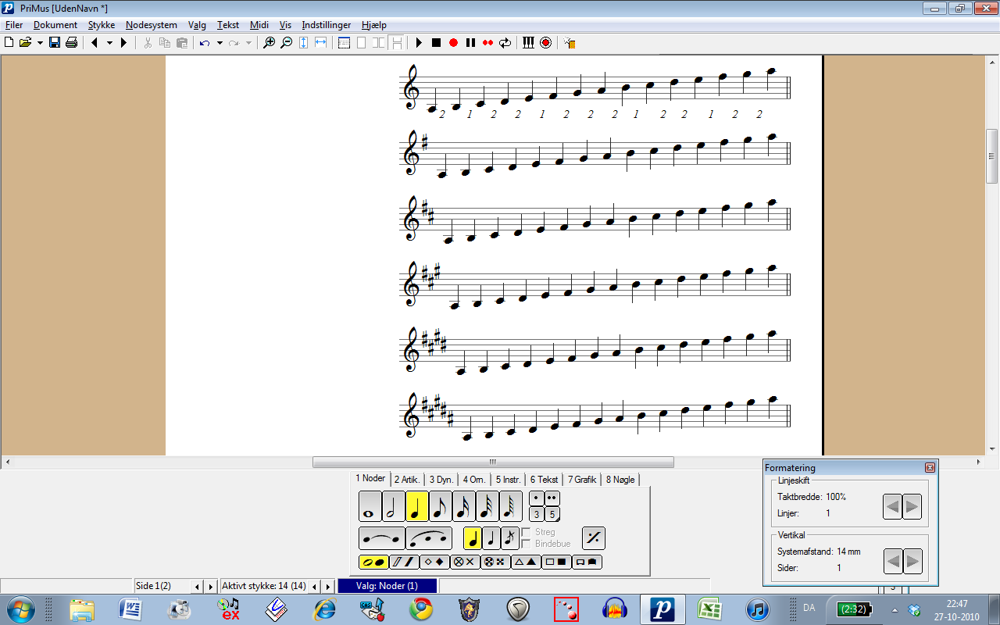 PriMus [UdenNavn *]
Filer Dokument Stykke Nodesystem Valg Tekst Midi Vis Indstillinger Hjælp
2 1 2 2 1 2 2 2 1 2 2 1 2 2
1 Noder 2 Artik. 3 Dyn. 4 Orn. 5 Instr. 6 Tekst 7 Grafik 8 Nøgle
3 5
Streg
Bindebue
Formatering
Linjeskift
Taktbredde: 100%
Linjer: 1
Vertikal
Systemafstand: 14 mm
Sider: 1
Side 1(2) Aktivt stykke: 14 (14) Valg: Noder (1)
ex CAS DA (2:32) 22:47
27-10-2010